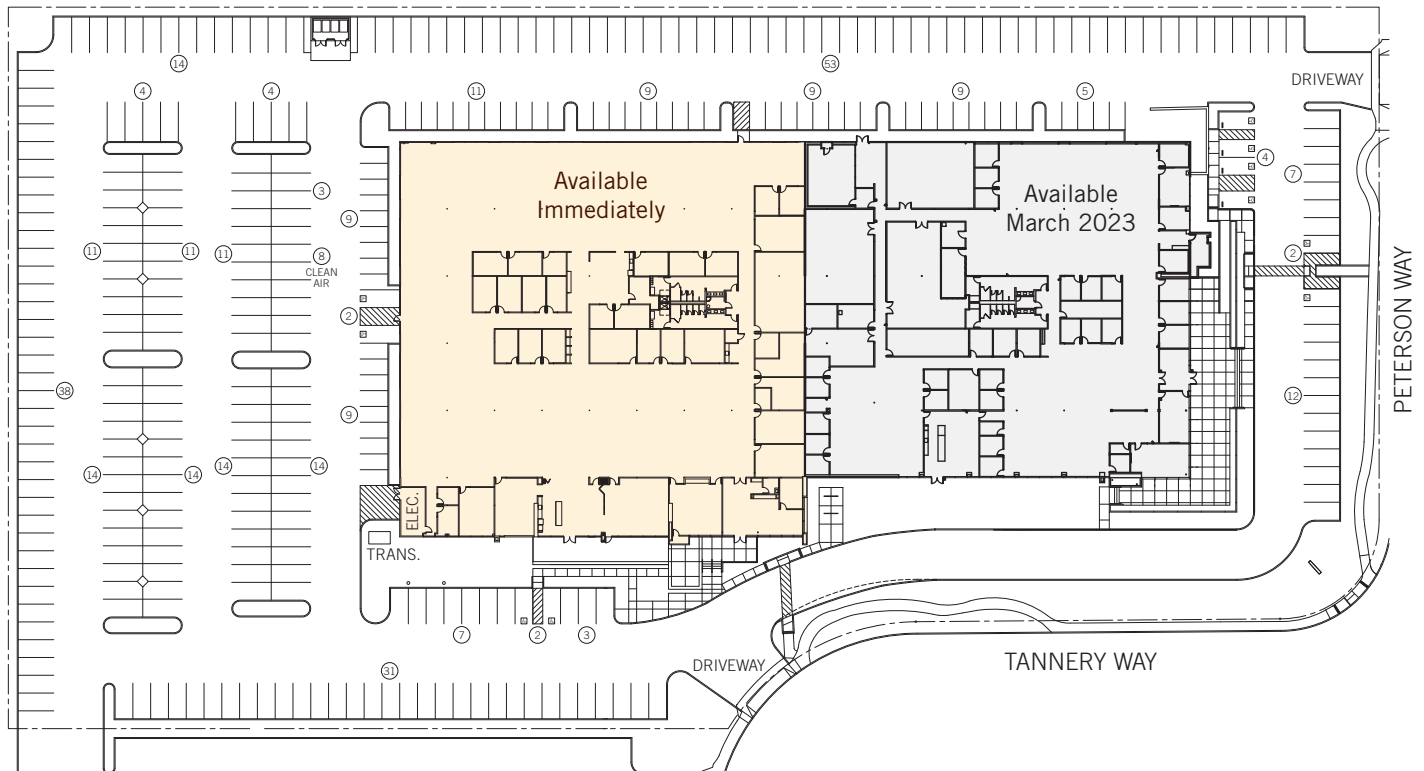 14
53
4
4
DRIVEWAY
11
9
9
9
5
4
7
Available
Immediately
Available
March 2023
3
9
11
11
11
8
CLEAN
AIR
2
2
PETERSON WAY
38
9
12
14
14
14
14
ELEC.
TRANS.
7
2
3
31
DRIVEWAY
TANNERY WAY